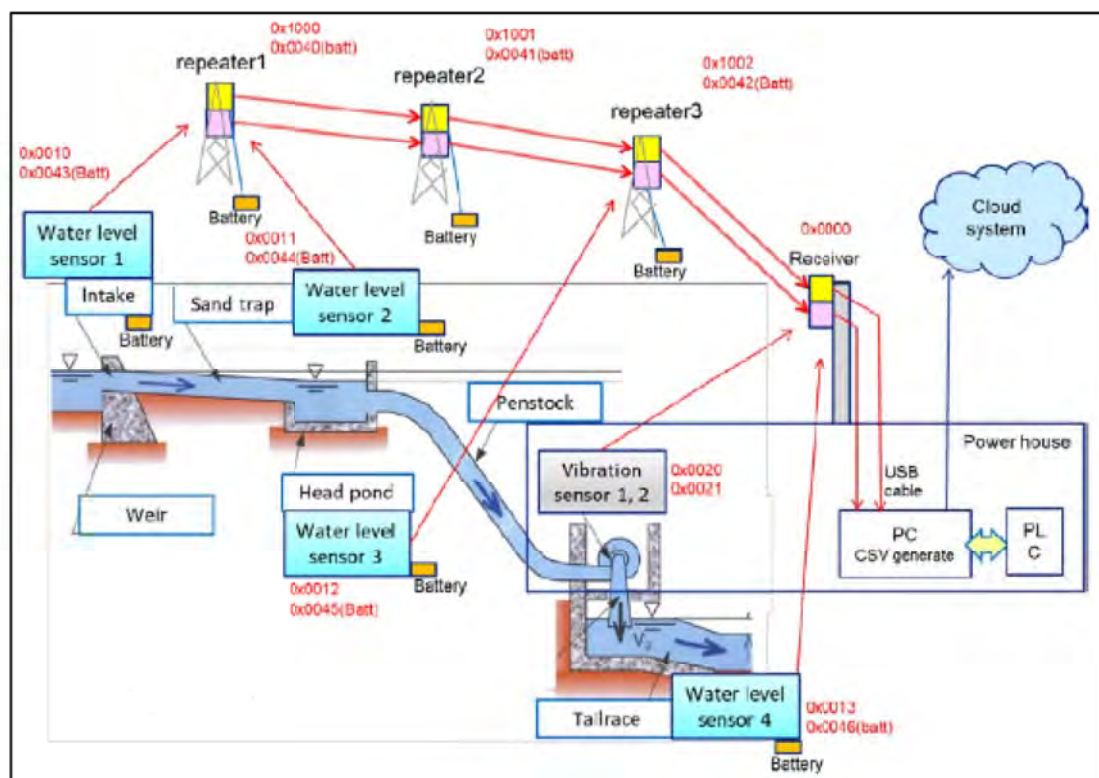 0x1000
0x0040(batt)
repeater1
0x1001
0x0041(batt)
repeater2
0x1002
0x0042(Batt)
repeater3
0x0010
0x0043(Batt)
Water level
sensor 1
Battery
Battery
Battery
Battery
0x0011
0x0044(Batt)
Water level
sensor 2
Battery
Intake
Sand trap
Cloud
system
0x0000
Receiver
Penstock
Power house
Weir
Head pond
Water level
sensor 3
Battery
0x0012
0x0045(Batt)
Vibration
sensor 1, 2
0x0020
0x0021
USB
cable
PC
CSV generate
PL
C
Tailrace
Water level
sensor 4
0x0013
0x0046(batt)
Battery